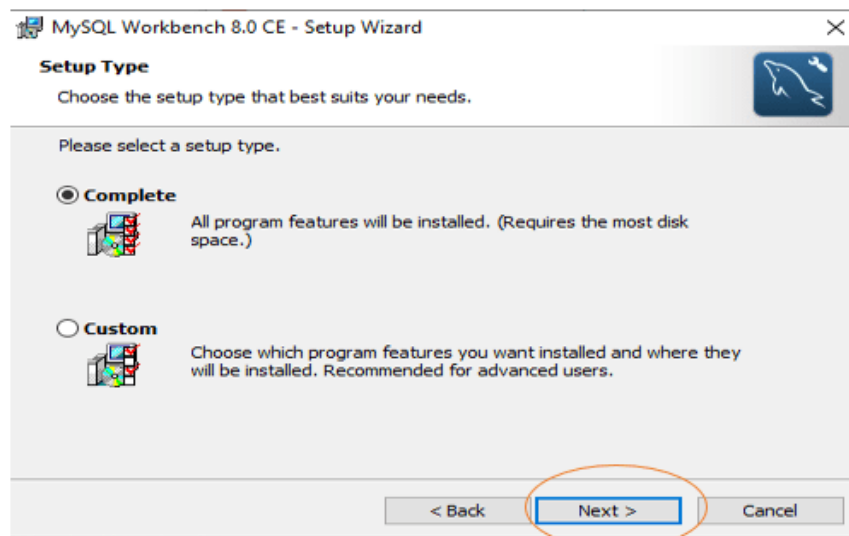 MySQL Workbench 8.0 CE - Setup Wizard
Setup Type
Choose the setup type that best suits your needs.
Please select a setup type.
Complete
All program features will be installed. (Requires the most disk
space.)
Custom
Choose which program features you want installed and where they
will be installed. Recommended for advanced users.
< Back Next > Cancel